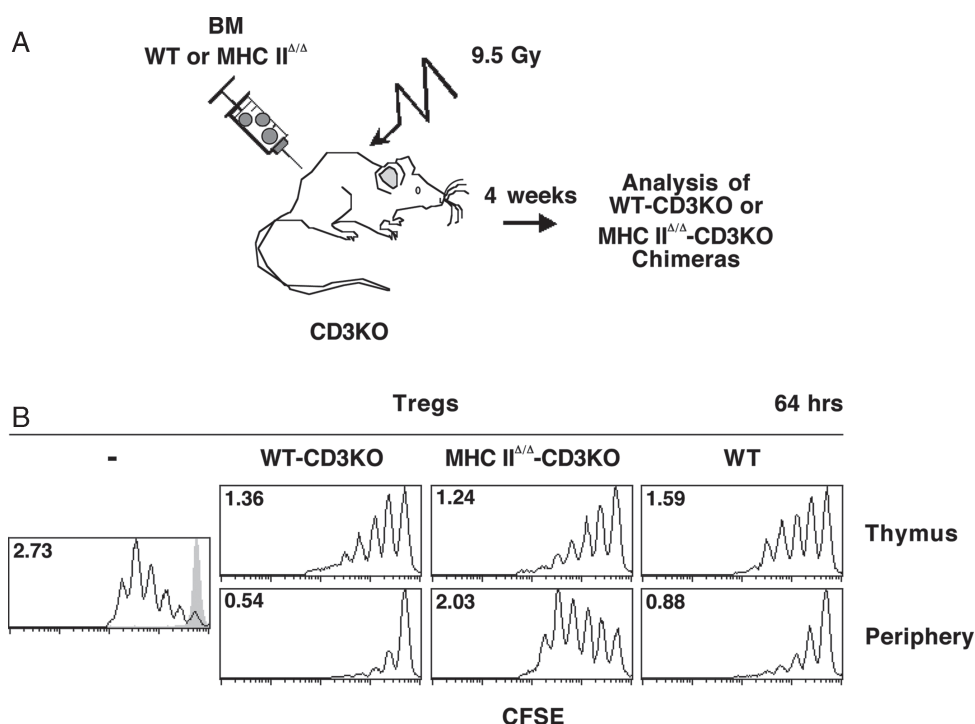 A
BM
WT or MHC II^Δ/Δ
9.5 Gy
4 weeks
Analysis of
WT-CD3KO or
MHC II^Δ/Δ-CD3KO
Chimeras
CD3KO
B
Tregs
64 hrs
-
WT-CD3KO
MHC II^Δ/Δ-CD3KO
WT
2.73
1.36
1.24
1.59
Thymus
0.54
2.03
0.88
Periphery
CFSE